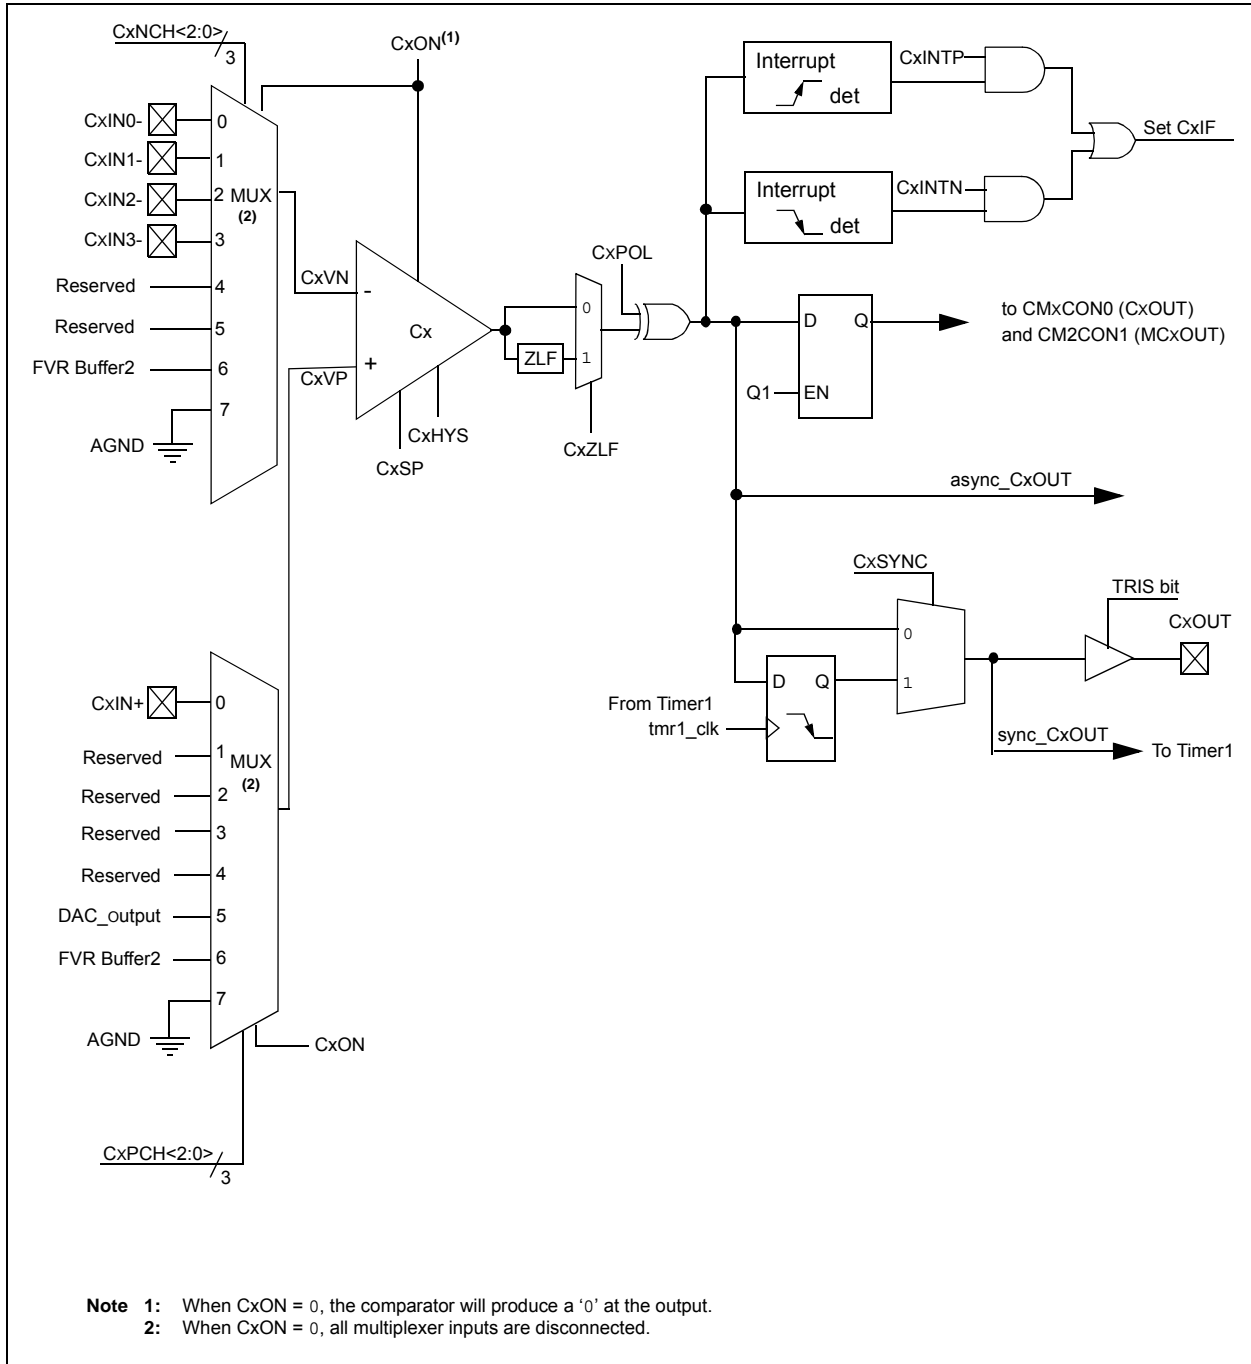 CxNCH<2:0>
3
CxON(1)
CxIN0-
0
CxIN1-
1
CxIN2-
2
MUX
(2)
CxIN3-
3
Reserved
4
Reserved
5
FVR Buffer2
6
7
AGND
CxVN
-
Cx
+
CxVP
CxHYS
CxSP
ZLF
0
1
CxZLF
CxPOL
Interrupt
det
CxINTP
Interrupt
det
CxINTN
Set CxIF
D
Q
Q1
EN
to CMxCON0 (CxOUT)
and CM2CON1 (MCxOUT)
async_CxOUT
CxSYNC
0
1
D
Q
From Timer1
tmr1_clk
TRIS bit
CxOUT
sync_CxOUT
To Timer1
CxIN+
0
Reserved
1
MUX
(2)
Reserved
2
Reserved
3
Reserved
4
DAC_output
5
FVR Buffer2
6
7
AGND
CxON
CxPCH<2:0>
3
Note 1: When CxON = 0, the comparator will produce a ‘0’ at the output.
2: When CxON = 0, all multiplexer inputs are disconnected.